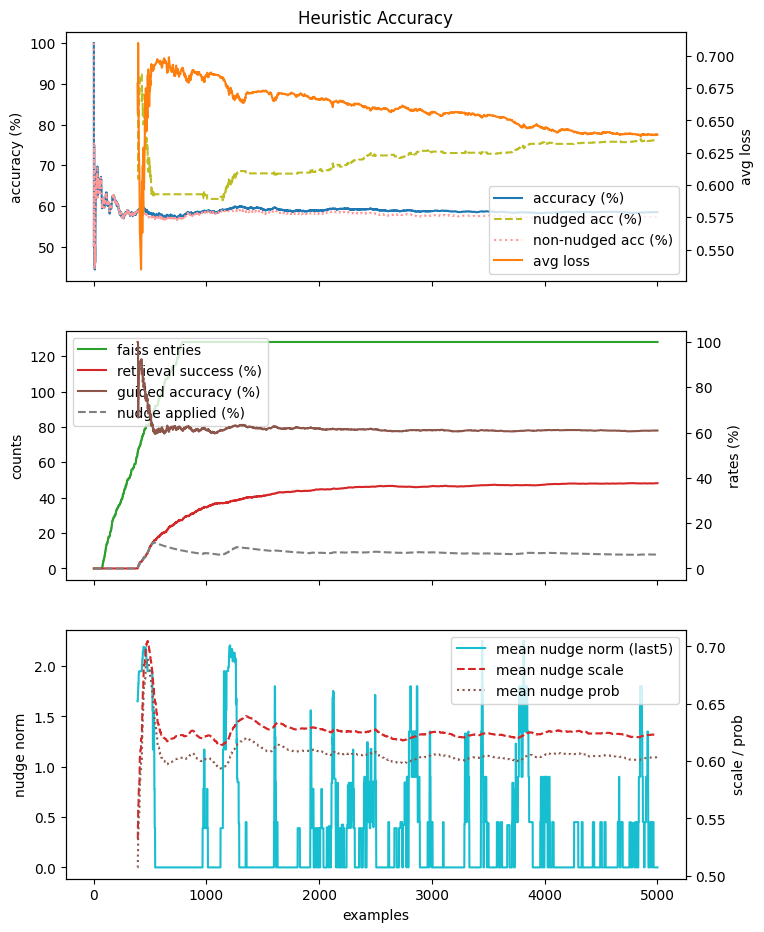 Heuristic Accuracy
100
90
80
70
60
50
accuracy (%)
0.700
0.675
0.650
0.625
0.600
0.575
0.550
avg loss
accuracy (%)
nudged acc (%)
non-nudged acc (%)
avg loss
120
100
80
60
40
20
0
counts
100
80
60
40
20
0
rates (%)
faiss entries
retrieval success (%)
guided accuracy (%)
nudge applied (%)
2.0
1.5
1.0
0.5
0.0
nudge norm
0.70
0.65
0.60
0.55
0.50
scale / prob
mean nudge norm (last5)
mean nudge scale
mean nudge prob
0
1000
2000
3000
4000
5000
examples